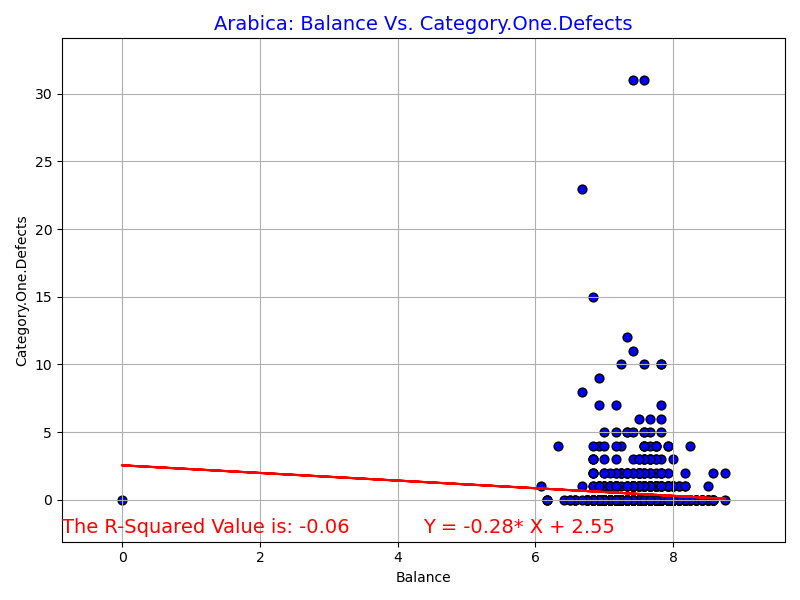 Arabica: Balance Vs. Category.One.Defects
Category.One.Defects
30
25
20
15
10
5
0
The R-Squared Value is: -0.06
Y = -0.28* X + 2.55
0 2 4 6 8
Balance